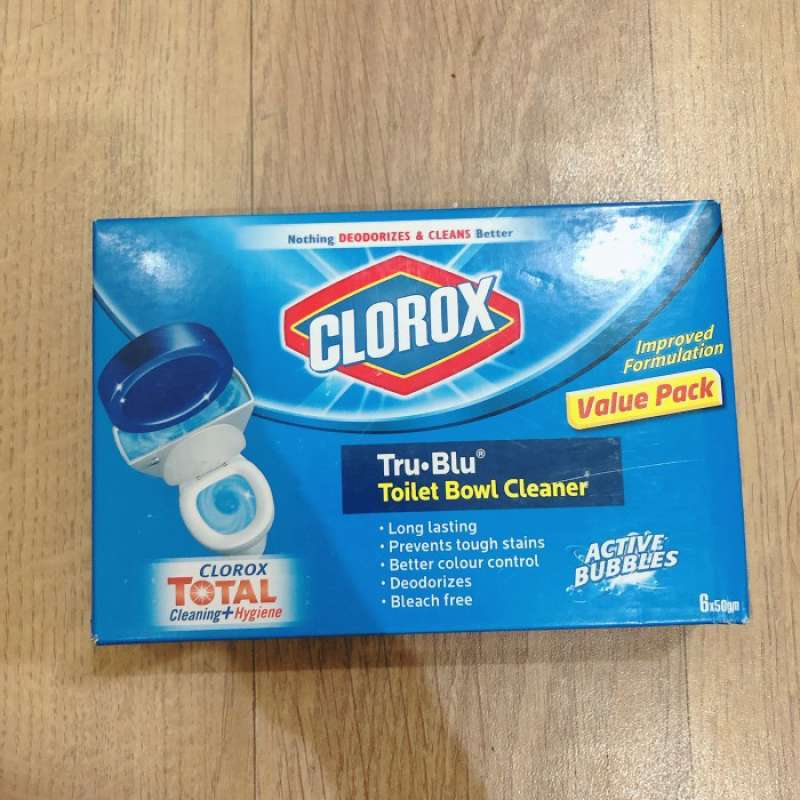 Nothing DEODORIZES & CLEANS Better
CLOROX
Improved
Formulation
Value Pack
Tru•Blu®
Toilet Bowl Cleaner
• Long lasting
• Prevents tough stains
• Better colour control
• Deodorizes
• Bleach free
ACTIVE
BUBBLES
CLOROX
TOTAL
Cleaning+Hygiene
6x50gm